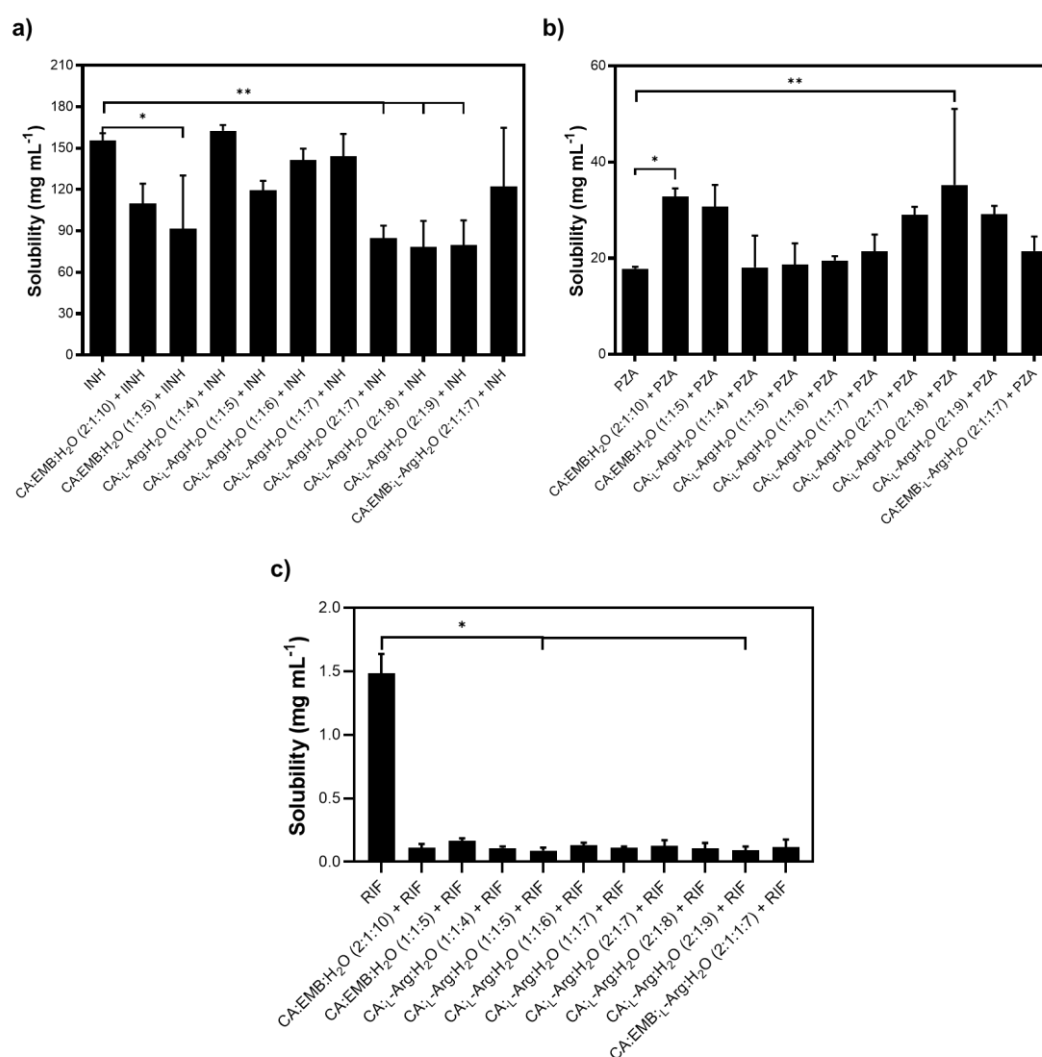 a)
Solubility (mg mL⁻¹)
210
180
150
120
90
60
30
0
**
*
INH
CA:EMB:H₂O (2:1:10) + IINH
CA:EMB:H₂O (1:1:5) + IINH
CA:L-Arg:H₂O (1:1:4) + INH
CA:L-Arg:H₂O (1:1:5) + INH
CA:L-Arg:H₂O (1:1:6) + INH
CA:L-Arg:H₂O (1:1:7) + INH
CA:L-Arg:H₂O (2:1:7) + INH
CA:L-Arg:H₂O (2:1:8) + INH
CA:L-Arg:H₂O (2:1:9) + INH
CA:EMB:L-Arg:H₂O (2:1:1:7) + INH
b)
Solubility (mg mL⁻¹)
60
40
20
0
**
*
PZA
CA:EMB:H₂O (2:1:10) + PZA
CA:EMB:H₂O (1:1:5) + PZA
CA:L-Arg:H₂O (1:1:4) + PZA
CA:L-Arg:H₂O (1:1:5) + PZA
CA:L-Arg:H₂O (1:1:6) + PZA
CA:L-Arg:H₂O (1:1:7) + PZA
CA:L-Arg:H₂O (2:1:7) + PZA
CA:L-Arg:H₂O (2:1:8) + PZA
CA:L-Arg:H₂O (2:1:9) + PZA
CA:EMB:L-Arg:H₂O (2:1:1:7) + PZA
c)
Solubility (mg mL⁻¹)
2.0
1.5
1.0
0.5
0.0
*
RIF
CA:EMB:H₂O (2:1:10) + RIF
CA:EMB:H₂O (1:1:5) + RIF
CA:L-Arg:H₂O (1:1:4) + RIF
CA:L-Arg:H₂O (1:1:5) + RIF
CA:L-Arg:H₂O (1:1:6) + RIF
CA:L-Arg:H₂O (1:1:7) + RIF
CA:L-Arg:H₂O (2:1:7) + RIF
CA:L-Arg:H₂O (2:1:8) + RIF
CA:L-Arg:H₂O (2:1:9) + RIF
CA:EMB:L-Arg:H₂O (2:1:1:7) + RIF